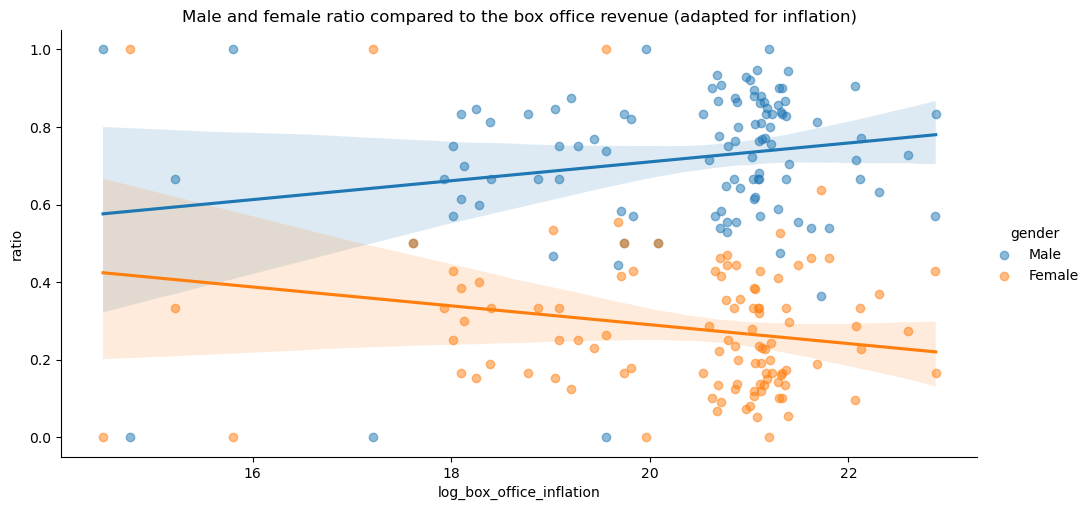 Male and female ratio compared to the box office revenue (adapted for inflation)
1.0
0.8
0.6
0.4
0.2
0.0
ratio
16
18
20
22
log_box_office_inflation
gender
Male
Female